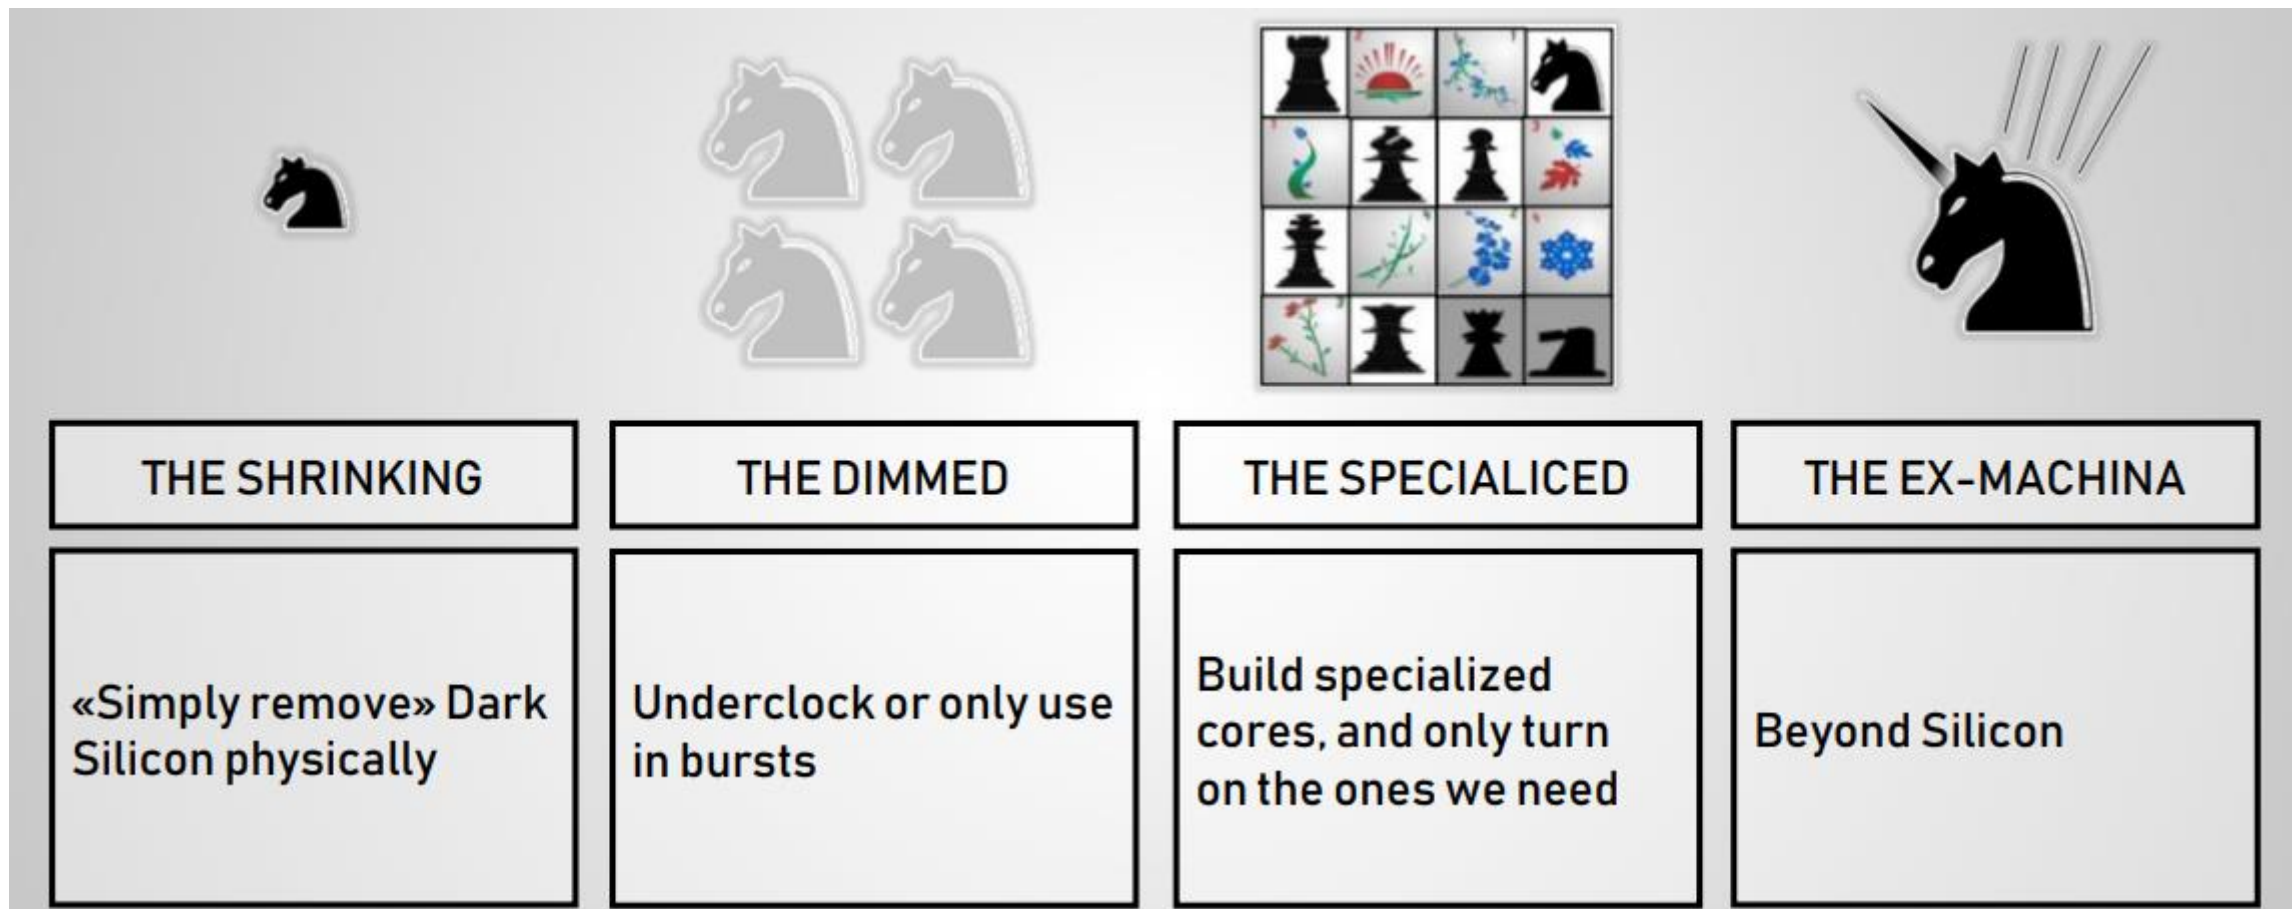 THE SHRINKING
THE DIMMED
THE SPECIALICED
THE EX-MACHINA
«Simply remove» Dark
Silicon physically
Underclock or only use
in bursts
Build specialized
cores, and only turn
on the ones we need
Beyond Silicon